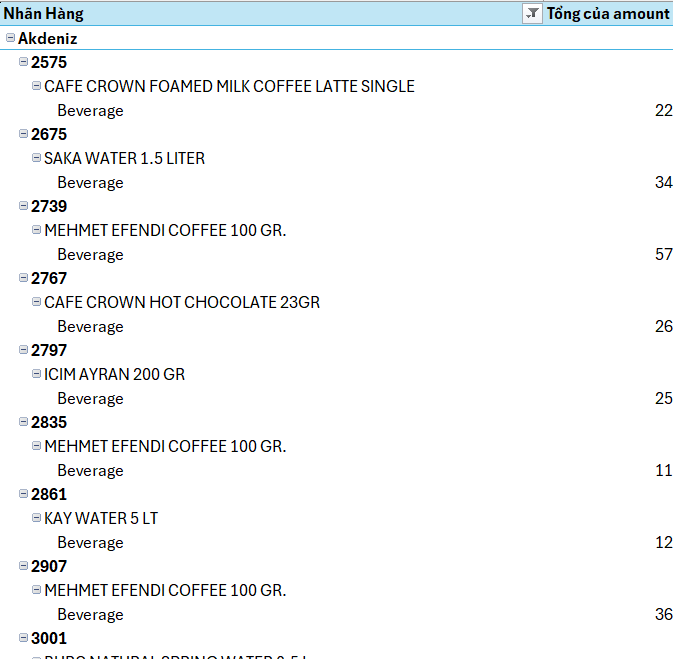 Nhãn Hàng Tổng của amount
Akdeniz
2575
CAFE CROWN FOAMED MILK COFFEE LATTE SINGLE
Beverage 22
2675
SAKA WATER 1.5 LITER
Beverage 34
2739
MEHMET EFENDI COFFEE 100 GR.
Beverage 57
2767
CAFE CROWN HOT CHOCOLATE 23GR
Beverage 26
2797
ICIM AYRAN 200 GR
Beverage 25
2835
MEHMET EFENDI COFFEE 100 GR.
Beverage 11
2861
KAY WATER 5 LT
Beverage 12
2907
MEHMET EFENDI COFFEE 100 GR.
Beverage 36
3001
NATURAL SPRING WATER